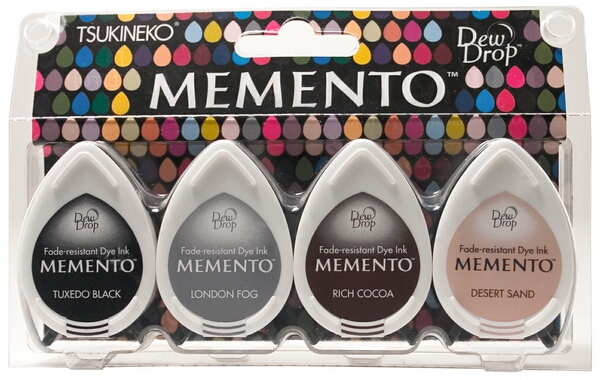 TSUKINEKO®
Dew
Drop™
MEMENTO™
Dew
Drop
Fade-resistant Dye Ink
MEMENTO™
TUXEDO BLACK
Dew
Drop
Fade-resistant Dye Ink
MEMENTO™
LONDON FOG
Dew
Drop
Fade-resistant Dye Ink
MEMENTO™
RICH COCOA
Dew
Drop
Fade-resistant Dye Ink
MEMENTO™
DESERT SAND